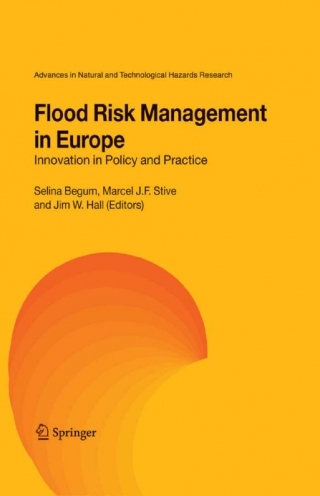 Advances in Natural and Technological Hazards Research
Flood Risk Management
in Europe
Innovation in Policy and Practice
Selina Begum, Marcel J.F. Stive
and Jim W. Hall (Editors)
Springer